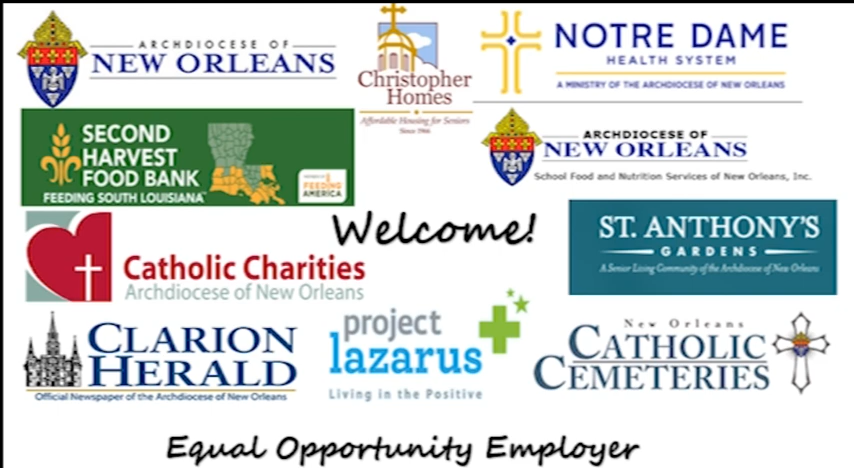 ARCHDIOCESE OF
NEW ORLEANS
Christopher
Homes
Affordable Housing for Seniors
Since 1966
NOTRE DAME
HEALTH SYSTEM
A MINISTRY OF THE ARCHDIOCESE OF NEW ORLEANS
SECOND
HARVEST
FOOD BANK
FEEDING SOUTH LOUISIANA
MEMBER OF
FEEDING
AMERICA
ARCHDIOCESE OF
NEW ORLEANS
School Food and Nutrition Services of New Orleans, Inc.
Welcome!
Catholic Charities
Archdiocese of New Orleans
ST. ANTHONY'S
GARDENS
A Senior Living Community of the Archdiocese of New Orleans
CLARION
HERALD
Official Newspaper of the Archdiocese of New Orleans
project
lazarus
Living in the Positive
New Orleans
CATHOLIC
CEMETERIES
Equal Opportunity Employer